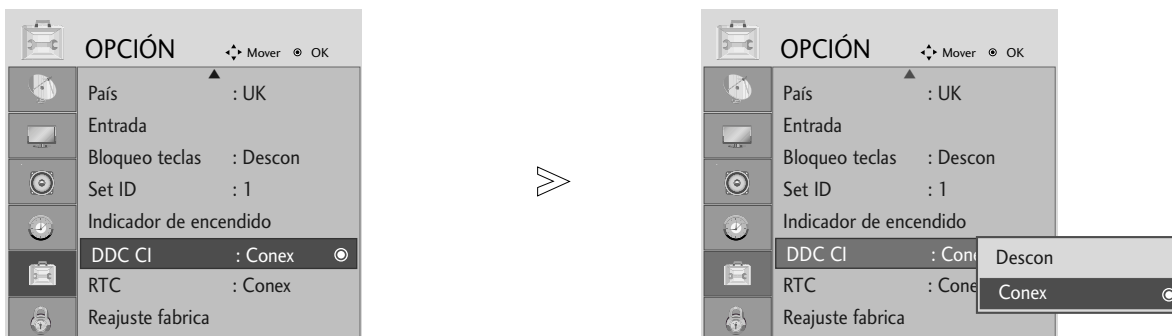 OPCIÓN Mover OK
País : UK
Entrada
Bloqueo teclas : Descon
Set ID : 1
Indicador de encendido
DDC CI : Conex
RTC : Conex
Reajuste fabrica
OPCIÓN Mover OK
País : UK
Entrada
Bloqueo teclas : Descon
Set ID : 1
Indicador de encendido
DDC CI : Con
RTC : Cone
Reajuste fabrica
Descon
Conex